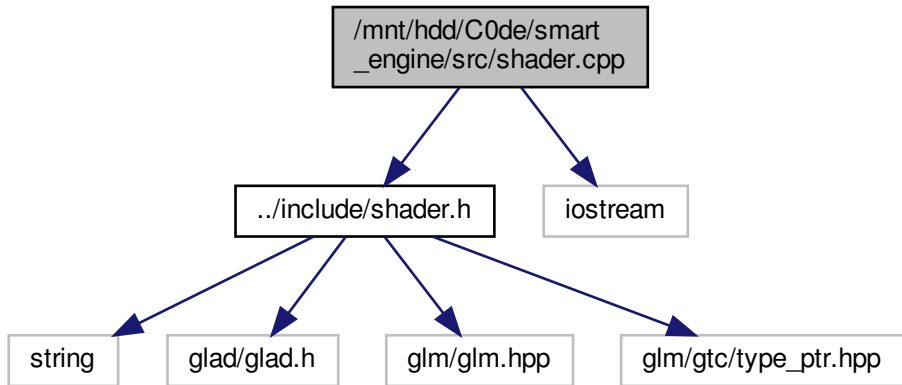 /mnt/hdd/C0de/smart
_engine/src/shader.cpp
../include/shader.h
iostream
string
glad/glad.h
glm/glm.hpp
glm/gtc/type_ptr.hpp